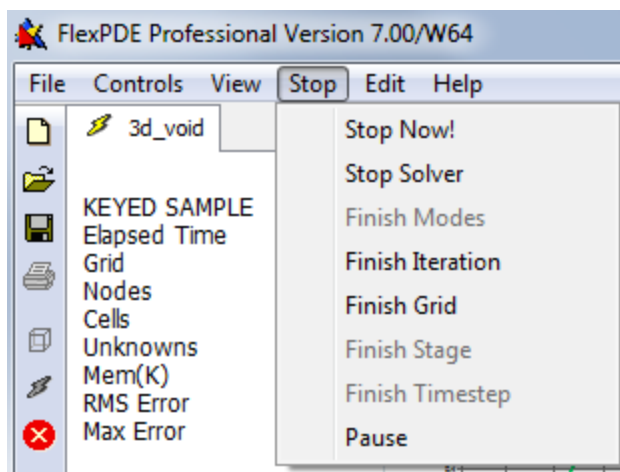 FlexPDE Professional Version 7.00/W64
File Controls View Stop Edit Help
3d_void
Stop Now!
Stop Solver
Finish Modes
Finish Iteration
Finish Grid
Finish Stage
Finish Timestep
Pause
KEYED SAMPLE
Elapsed Time
Grid
Nodes
Cells
Unknowns
Mem(K)
RMS Error
Max Error